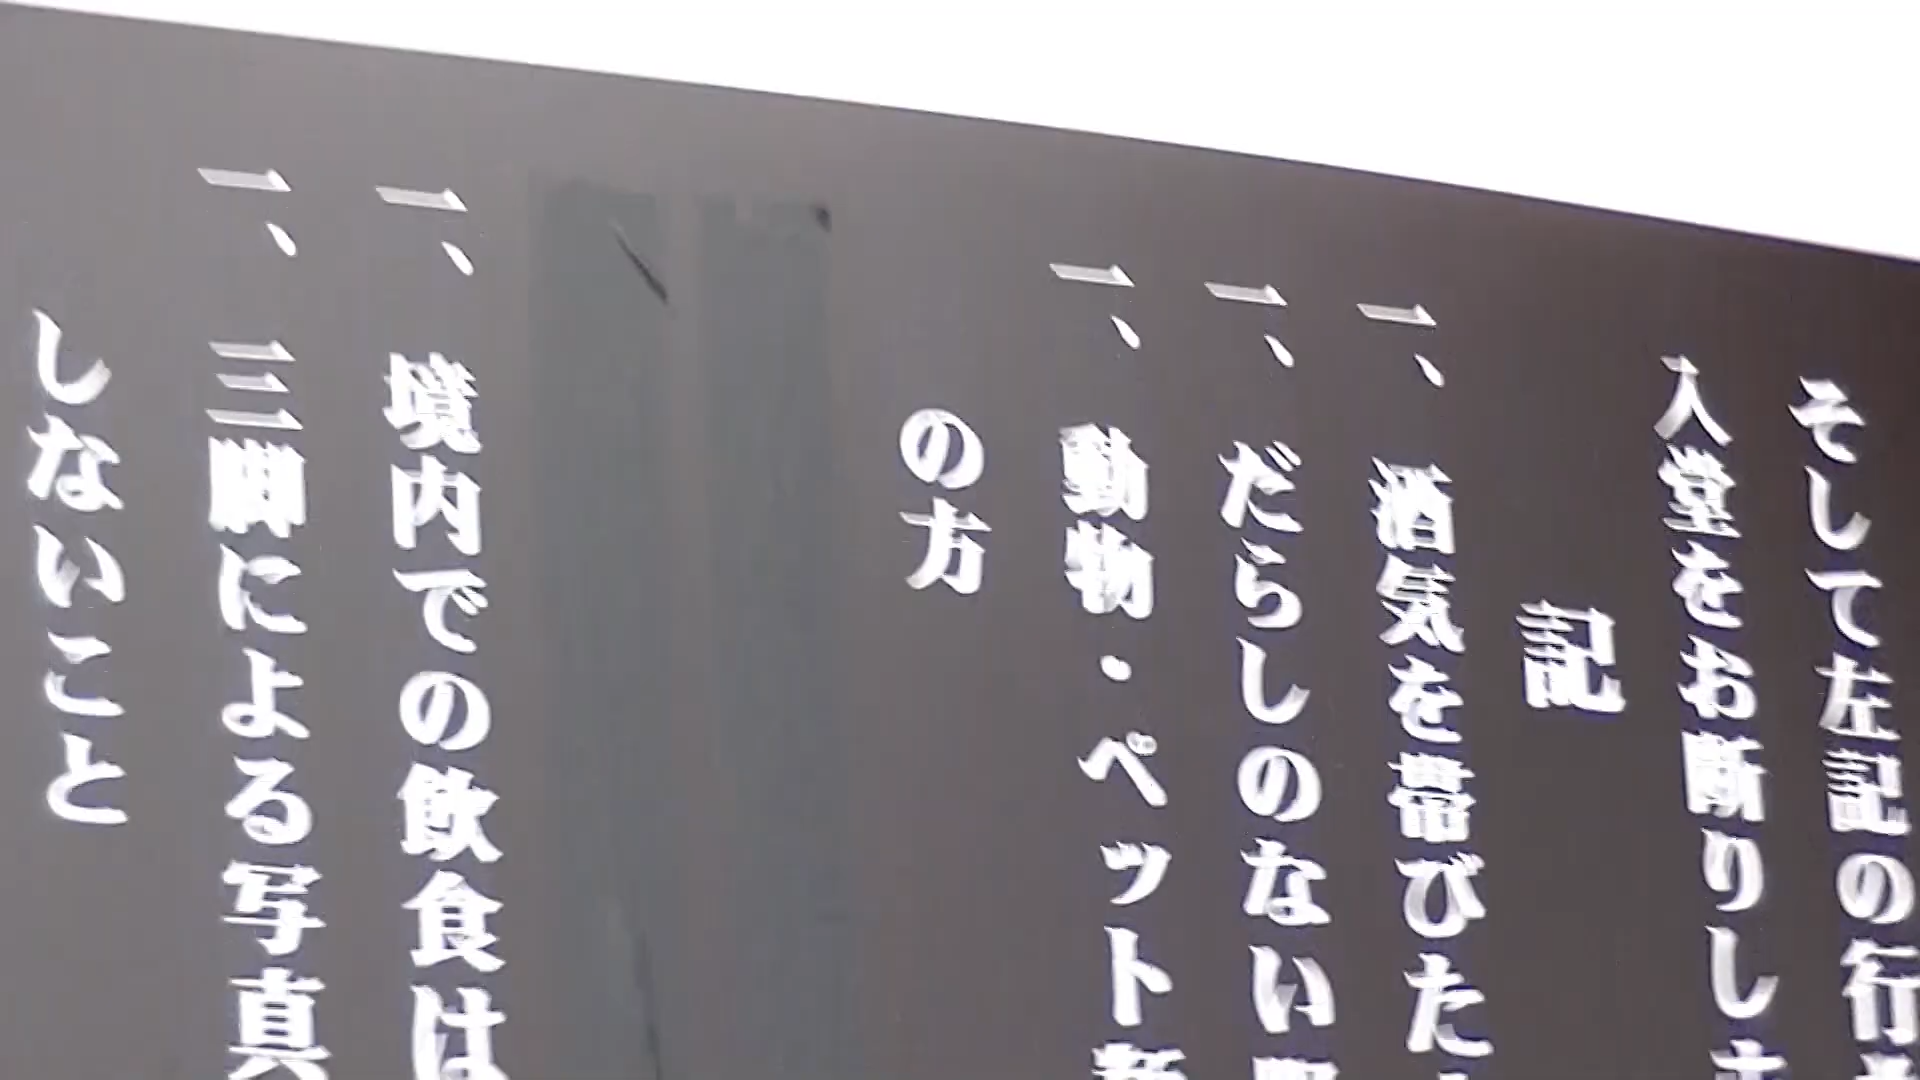 そして左記の行
入堂をお断りしま
記
一、酒気を帯びた
一、だらしのない
一、動物・ペット
の方
一、境内での飲食は
一、三脚による写真
しないこと